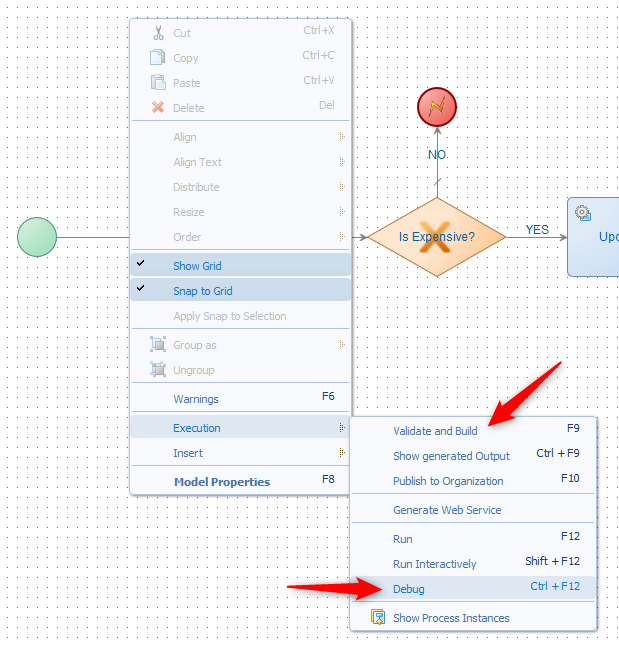 Cut Ctrl+X
Copy Ctrl+C
Paste Ctrl+V
Delete Del
Align
Align Text
Distribute
Resize
Order
Show Grid
Snap to Grid
Apply Snap to Selection
Group as
Ungroup
Warnings F6
Execution
Insert
Model Properties F8
NO
Is Expensive?
YES
Upd
Validate and Build F9
Show generated Output Ctrl + F9
Publish to Organization F10
Generate Web Service
Run F12
Run Interactively Shift + F12
Debug Ctrl + F12
Show Process Instances